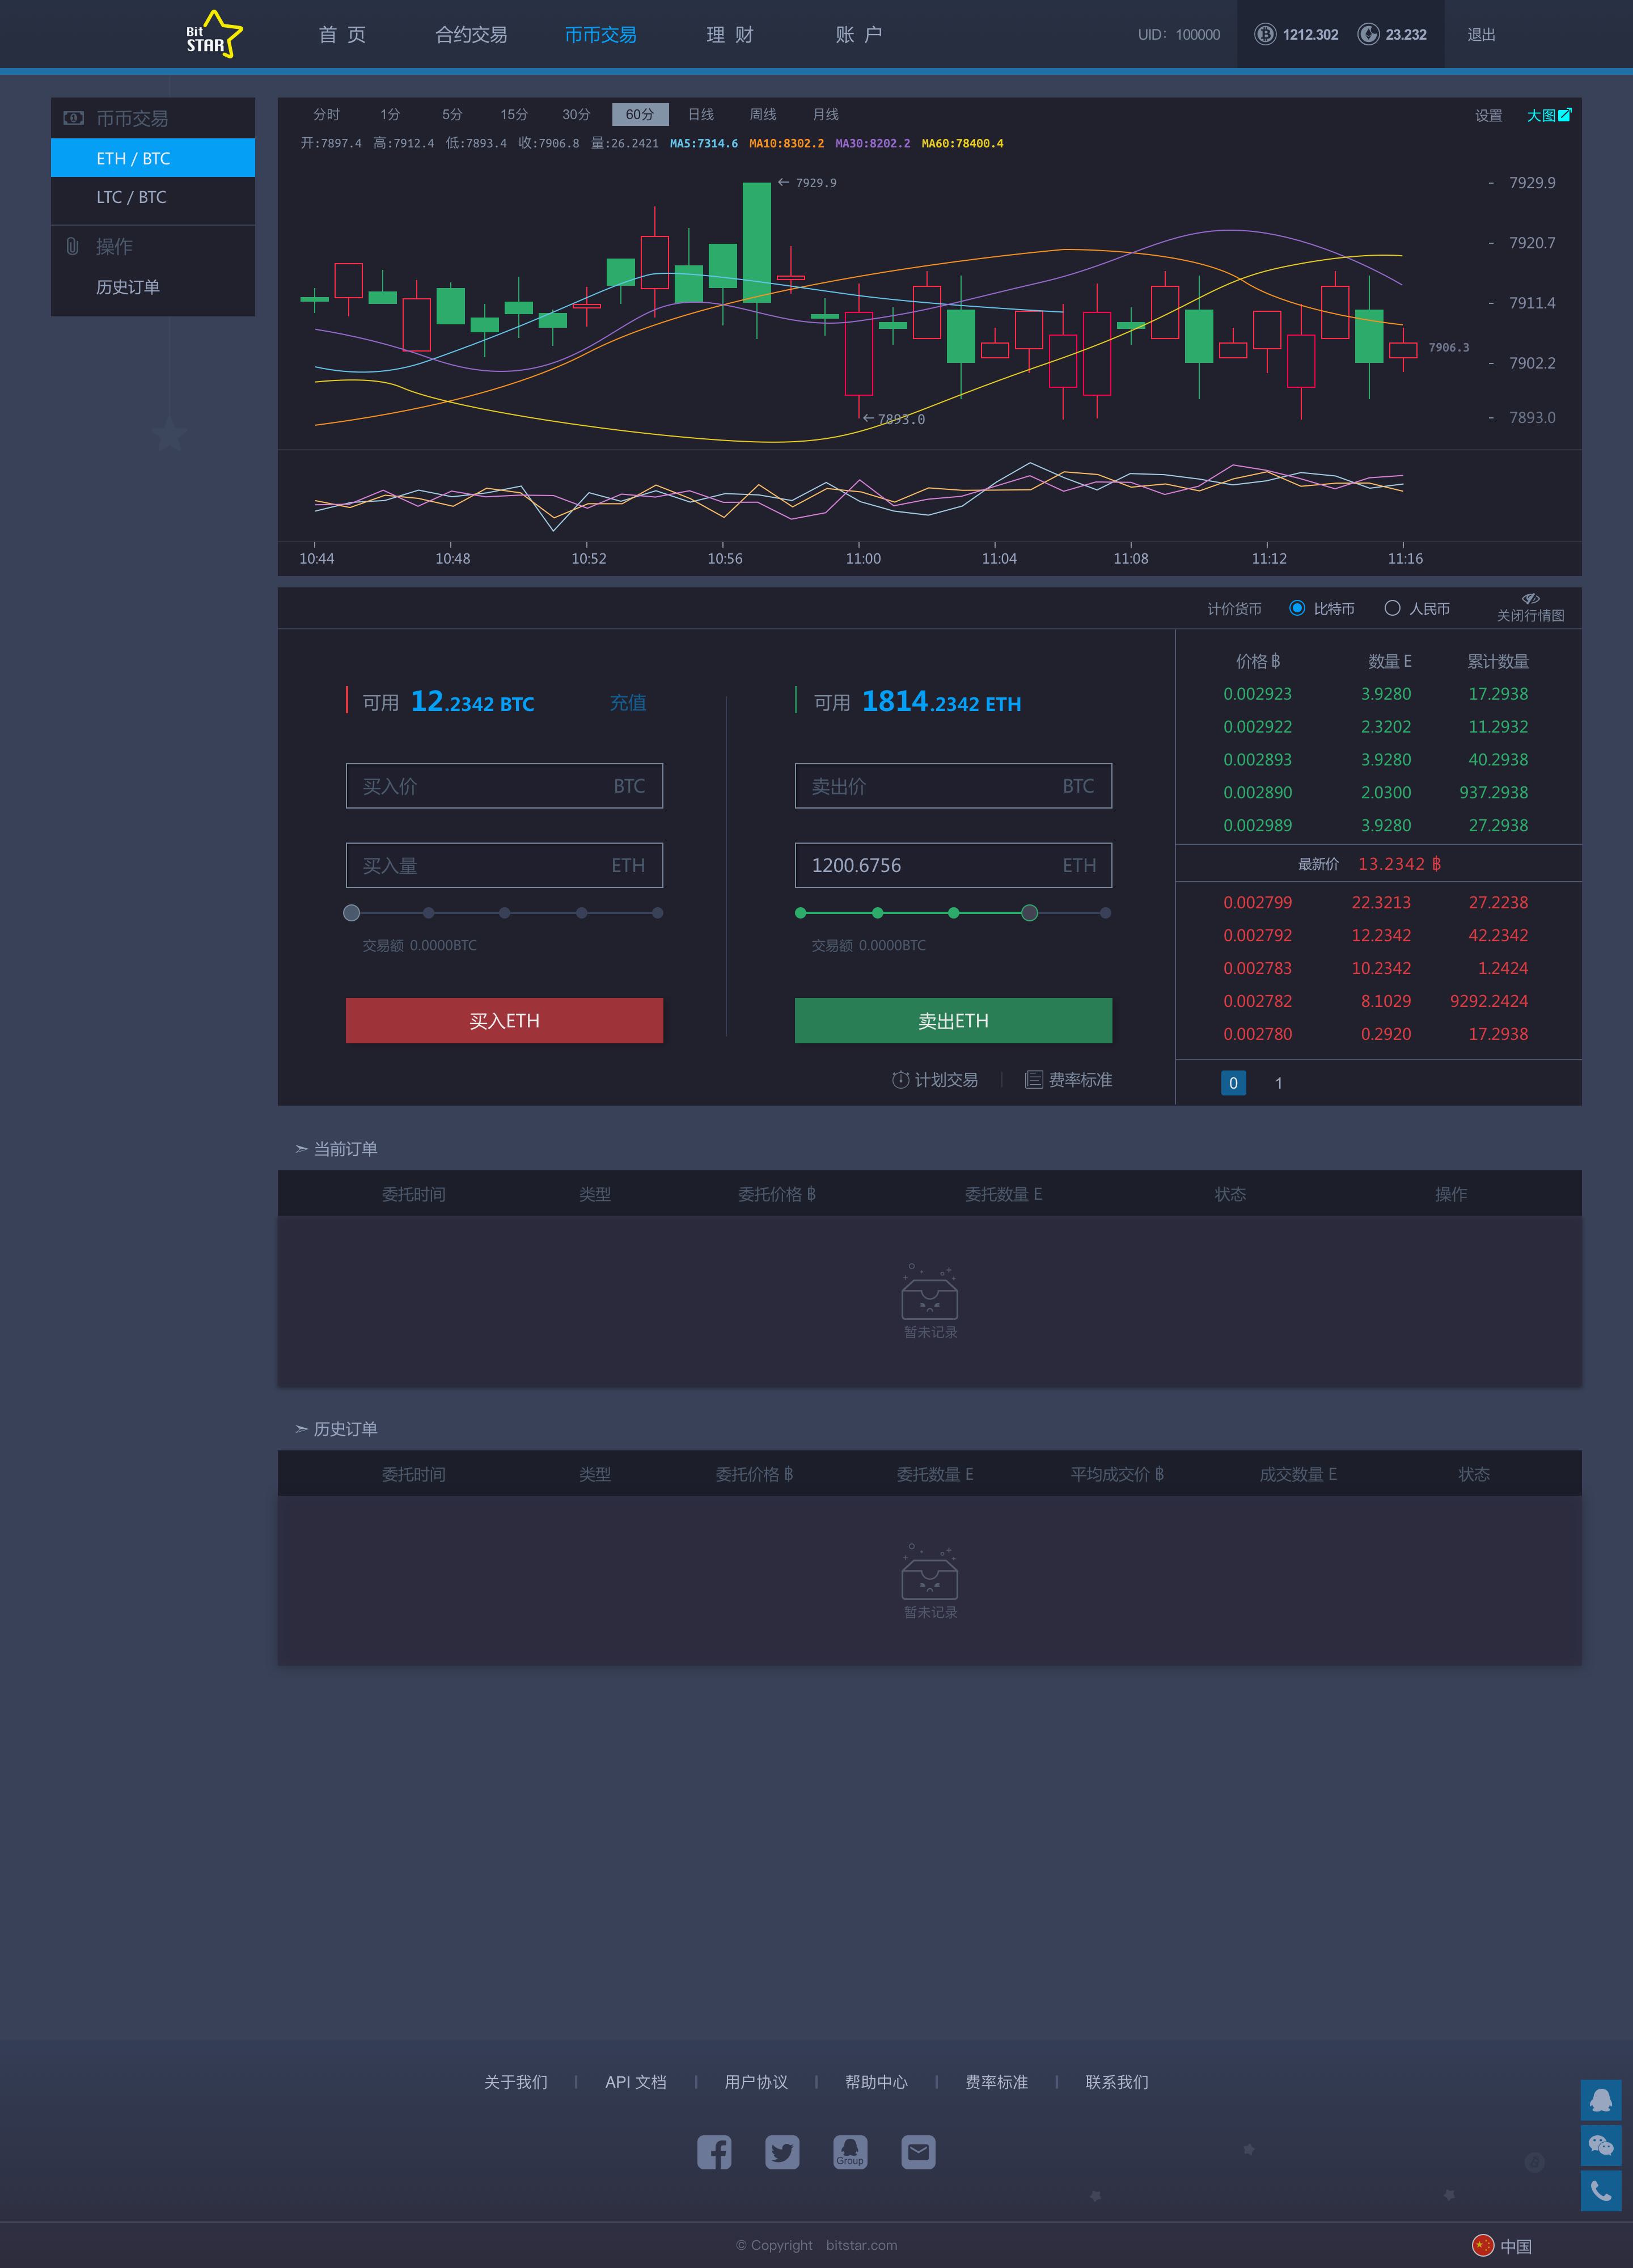 Bit STAR
首 页 合约交易 币币交易 理 财 账 户 UID: 100000 1212.302 23.232 退出
币币交易
ETH / BTC
LTC / BTC
操作
历史订单
分时 1分 5分 15分 30分 60分 日线 周线 月线 设置 大图
开:7897.4 高:7912.4 低:7893.4 收:7906.8 量:26.2421 MA5:7314.6 MA10:8302.2 MA30:8202.2 MA60:78400.4
← 7929.9
- 7929.9
- 7920.7
- 7911.4
7906.3
- 7902.2
←7893.0
- 7893.0
10:44 10:48 10:52 10:56 11:00 11:04 11:08 11:12 11:16
计价货币 比特币 人民币 关闭行情图
可用 12.2342 BTC 充值
买入价 BTC
买入量 ETH
交易额 0.0000BTC
买入ETH
可用 1814.2342 ETH
卖出价 BTC
1200.6756 ETH
交易额 0.0000BTC
卖出ETH
计划交易 费率标准
价格 ฿ 数量 E 累计数量
0.002923 3.9280 17.2938
0.002922 2.3202 11.2932
0.002893 3.9280 40.2938
0.002890 2.0300 937.2938
0.002989 3.9280 27.2938
最新价 13.2342 ฿
0.002799 22.3213 27.2238
0.002792 12.2342 42.2342
0.002783 10.2342 1.2424
0.002782 8.1029 9292.2424
0.002780 0.2920 17.2938
0 1
➣ 当前订单
委托时间 类型 委托价格 ฿ 委托数量 E 状态 操作
暂未记录
➣ 历史订单
委托时间 类型 委托价格 ฿ 委托数量 E 平均成交价 ฿ 成交数量 E 状态
暂未记录
关于我们 | API 文档 | 用户协议 | 帮助中心 | 费率标准 | 联系我们
Group
© Copyright bitstar.com
中国